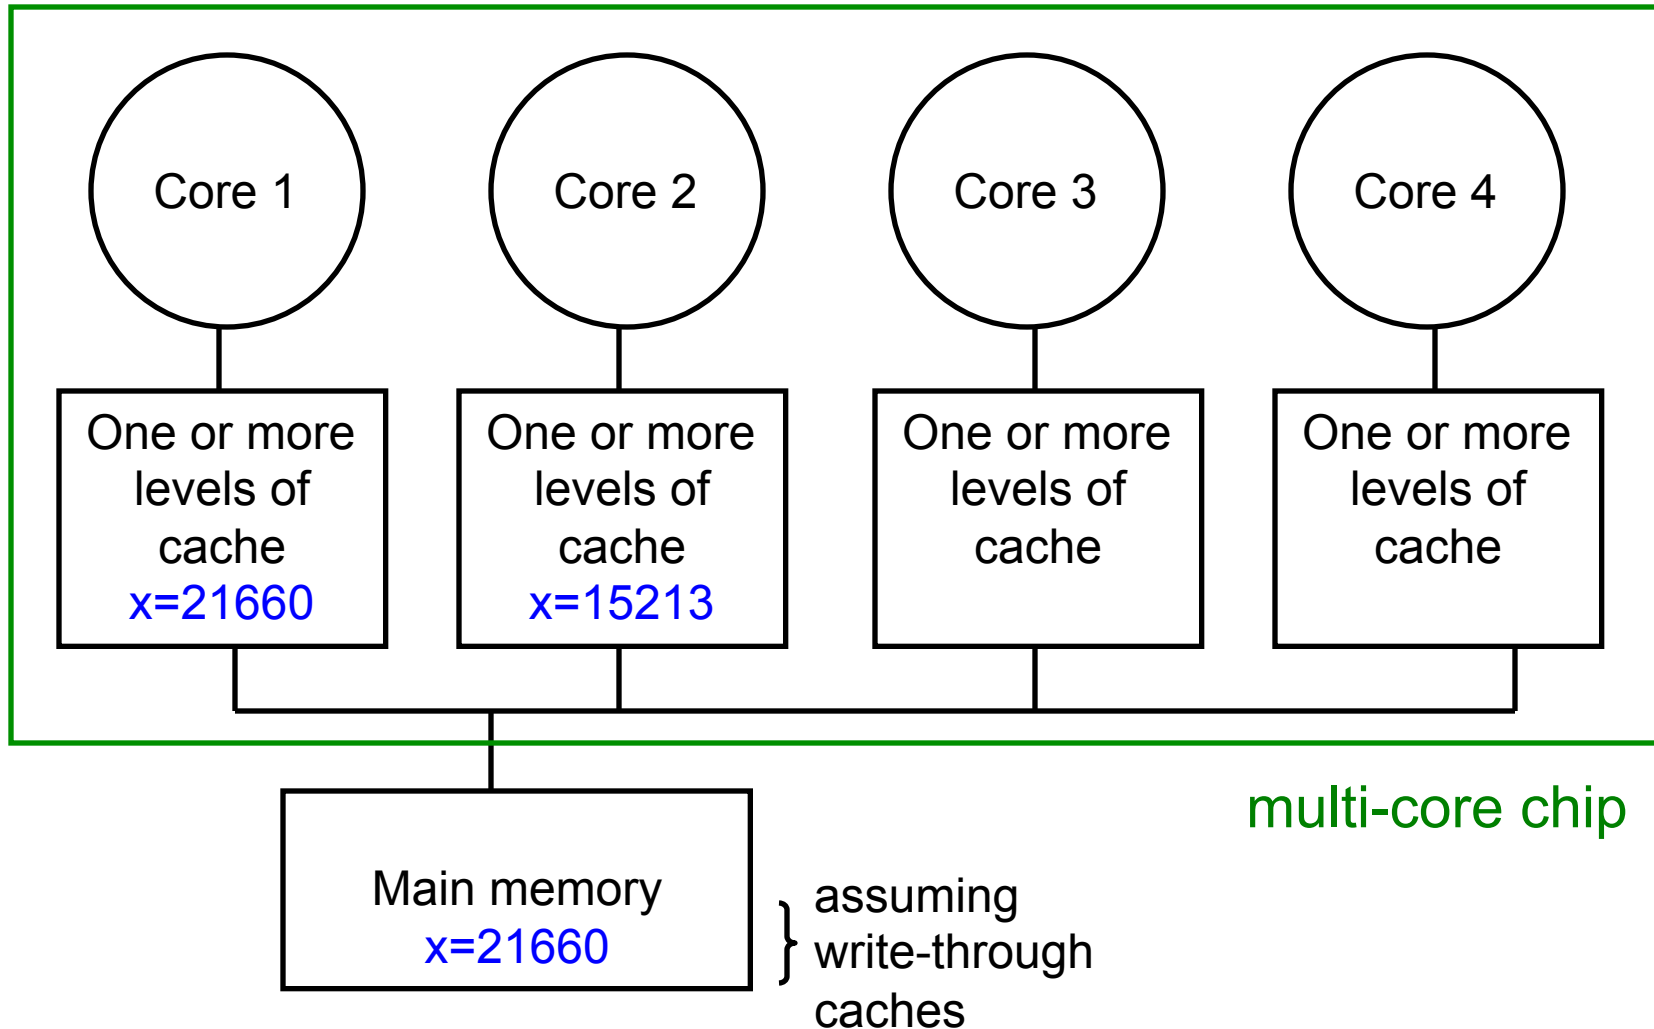 Core 1
Core 2
Core 3
Core 4
One or more
levels of
cache
x=21660
One or more
levels of
cache
x=15213
One or more
levels of
cache
One or more
levels of
cache
multi-core chip
Main memory
x=21660
assuming
write-through
caches